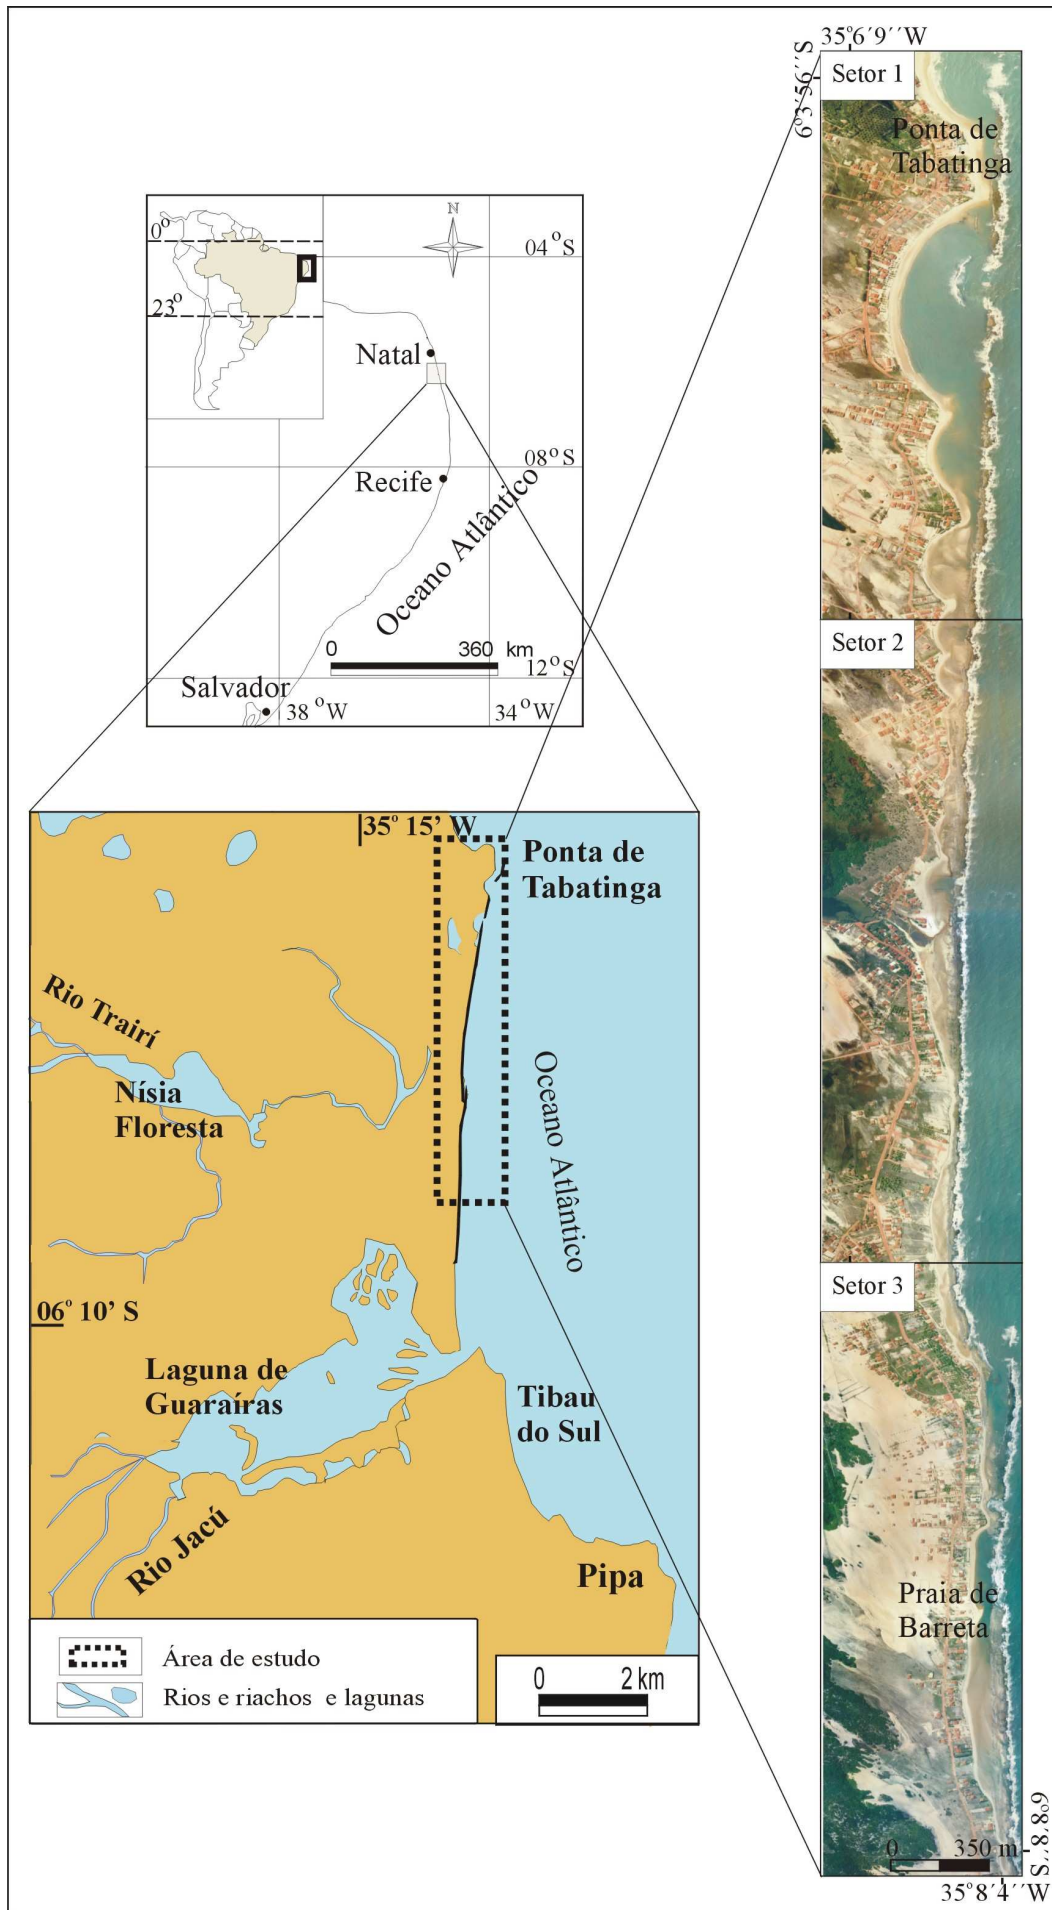 0°
23°
N
04°S
Natal
08°S
Recife
Oceano Atlântico
0 360 km
12°S
Salvador
38°W
34°W
35° 15' W
Ponta de
Tabatinga
Rio Trairí
Nísia
Floresta
Oceano Atlântico
06° 10' S
Laguna de
Guaraíras
Tibau
do Sul
Rio Jacú
Pipa
Área de estudo
Rios e riachos e lagunas
0 2 km
35°6´9´´W
6°3´56´´S
Setor 1
Ponta de
Tabatinga
Setor 2
Setor 3
Praia de
Barreta
0 350 m
35°8´4´´W